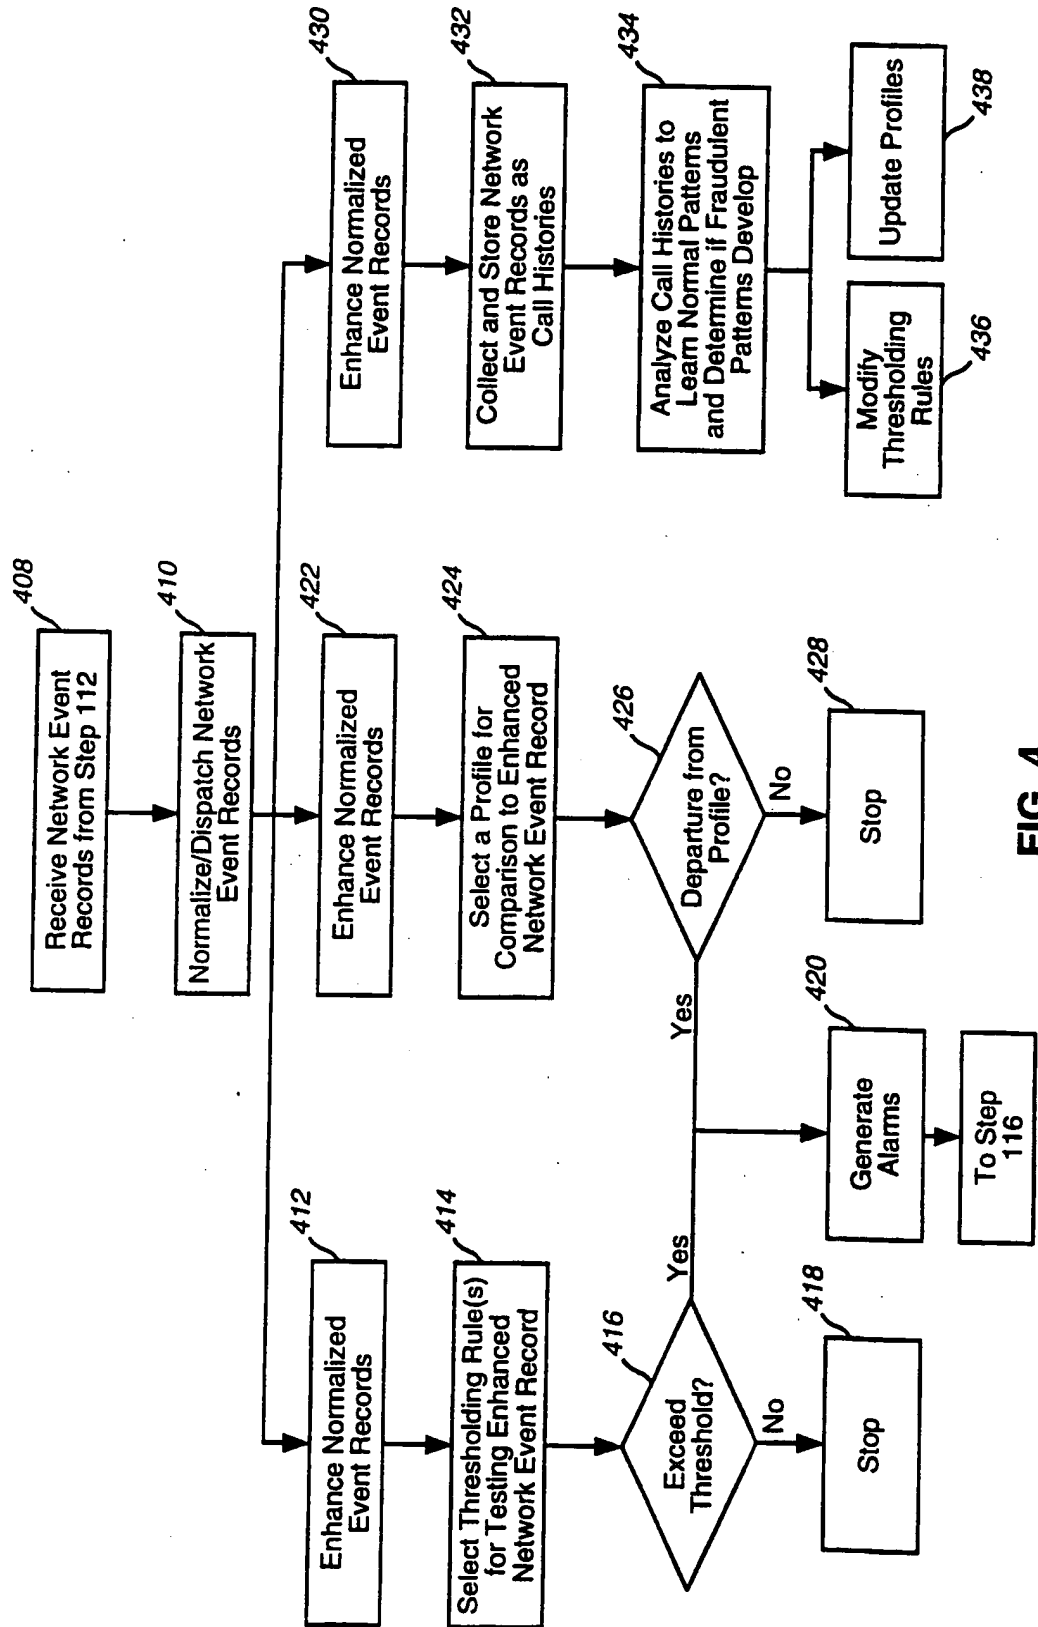 408
Receive Network Event
Records from Step 112
410
Normalize/Dispatch Network
Event Records
412
Enhance Normalized
Event Records
414
Select Thresholding Rule(s)
for Testing Enhanced
Network Event Record
416
Exceed
Threshold?
Yes
No
418
Stop
420
Generate
Alarms
To Step
116
422
Enhance Normalized
Event Records
424
Select a Profile for
Comparison to Enhanced
Network Event Record
426
Departure from
Profile?
Yes
No
428
Stop
430
Enhance Normalized
Event Records
432
Collect and Store Network
Event Records as
Call Histories
434
Analyze Call Histories to
Learn Normal Patterns
and Determine if Fraudulent
Patterns Develop
Modify
Thresholding
Rules
436
Update Profiles
438
FIG.4